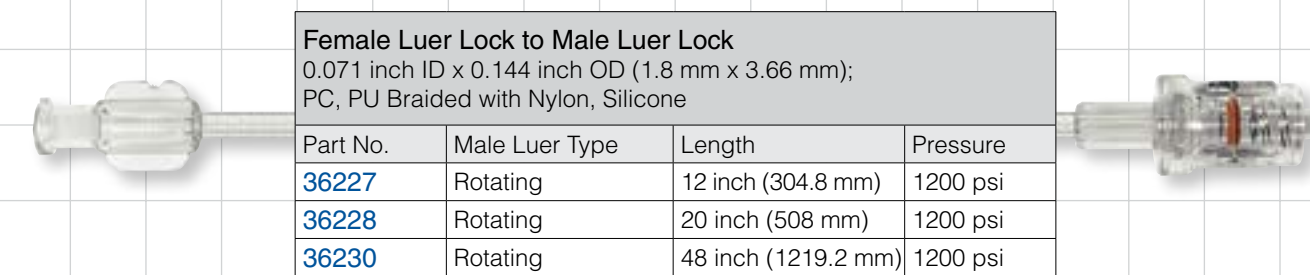 Female Luer Lock to Male Luer Lock
0.071 inch ID x 0.144 inch OD (1.8 mm x 3.66 mm);
PC, PU Braided with Nylon, Silicone
Part No. Male Luer Type Length Pressure
36227 Rotating 12 inch (304.8 mm) 1200 psi
36228 Rotating 20 inch (508 mm) 1200 psi
36230 Rotating 48 inch (1219.2 mm) 1200 psi